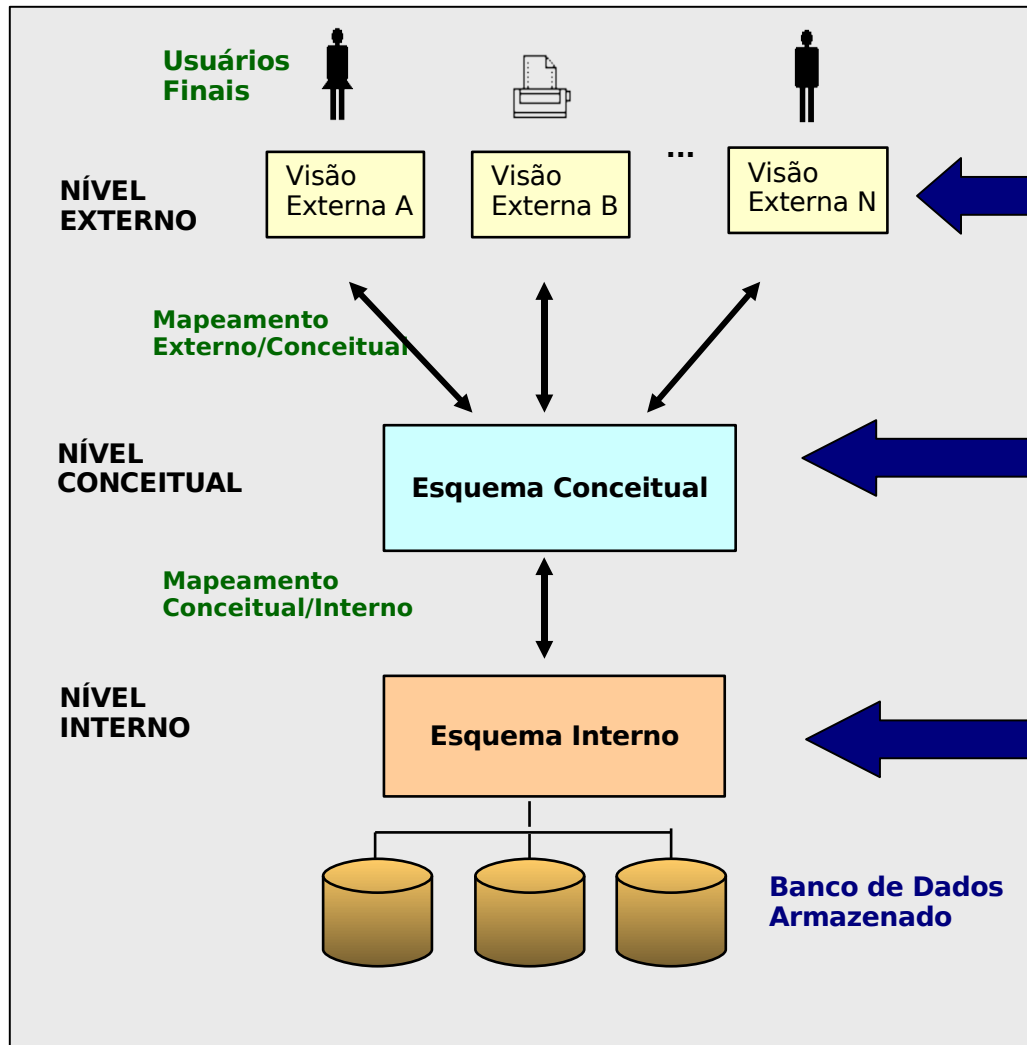 Usuários
Finais
...
NÍVEL
EXTERNO
Visão
Externa A
Visão
Externa B
Visão
Externa N
Mapeamento
Externo/Conceitual
NÍVEL
CONCEITUAL
Esquema Conceitual
Mapeamento
Conceitual/Interno
NÍVEL
INTERNO
Esquema Interno
Banco de Dados
Armazenado